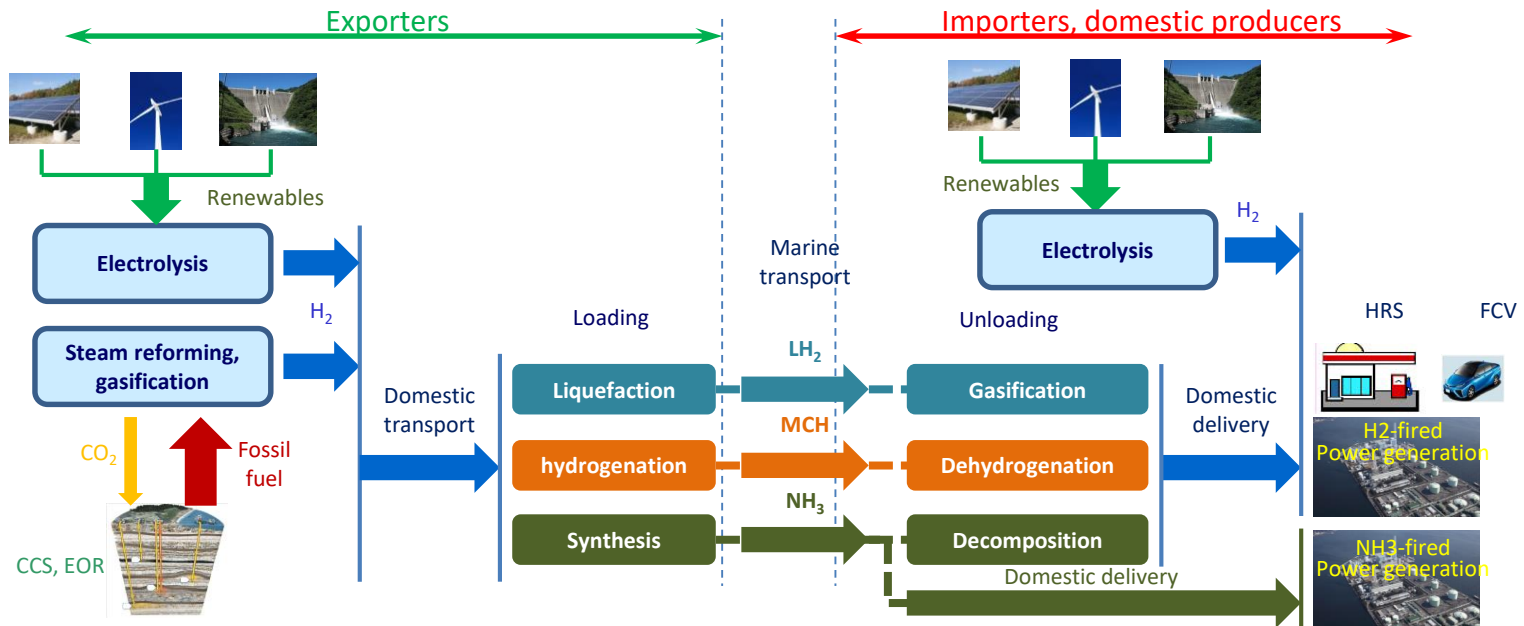 Exporters
Importers, domestic producers
Renewables
Renewables
Electrolysis
Electrolysis
H₂
Marine
transport
H₂
Loading
Unloading
HRS
FCV
Steam reforming,
gasification
LH₂
Liquefaction
Gasification
Domestic
transport
Domestic
delivery
MCH
H2-fired
Power generation
CO₂
Fossil
fuel
hydrogenation
Dehydrogenation
NH₃
Synthesis
Decomposition
NH3-fired
Power generation
CCS, EOR
Domestic delivery